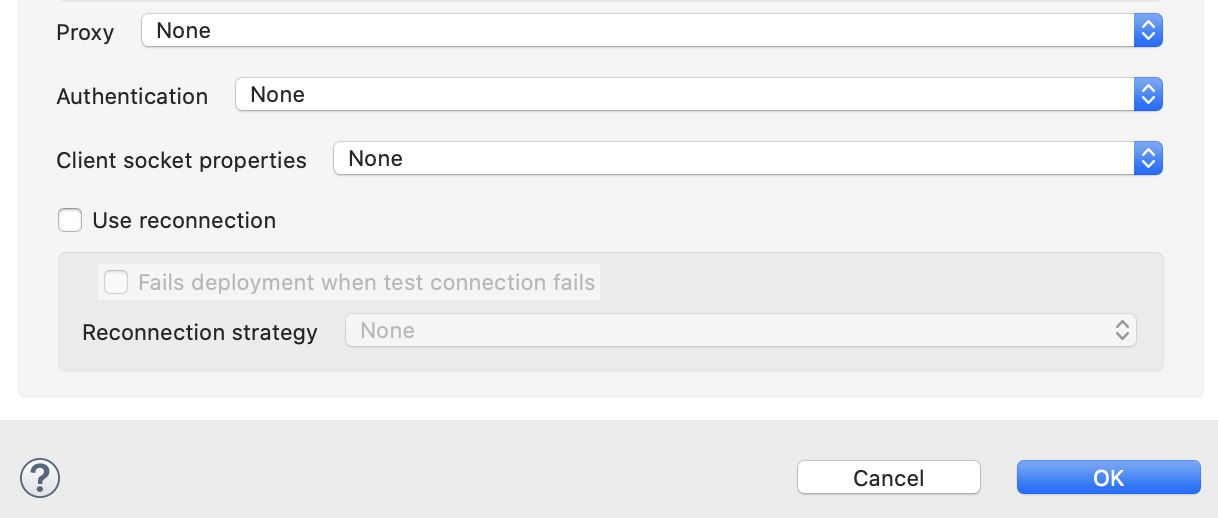 Proxy None
Authentication None
Client socket properties None
Use reconnection
Fails deployment when test connection fails
Reconnection strategy None
? Cancel OK